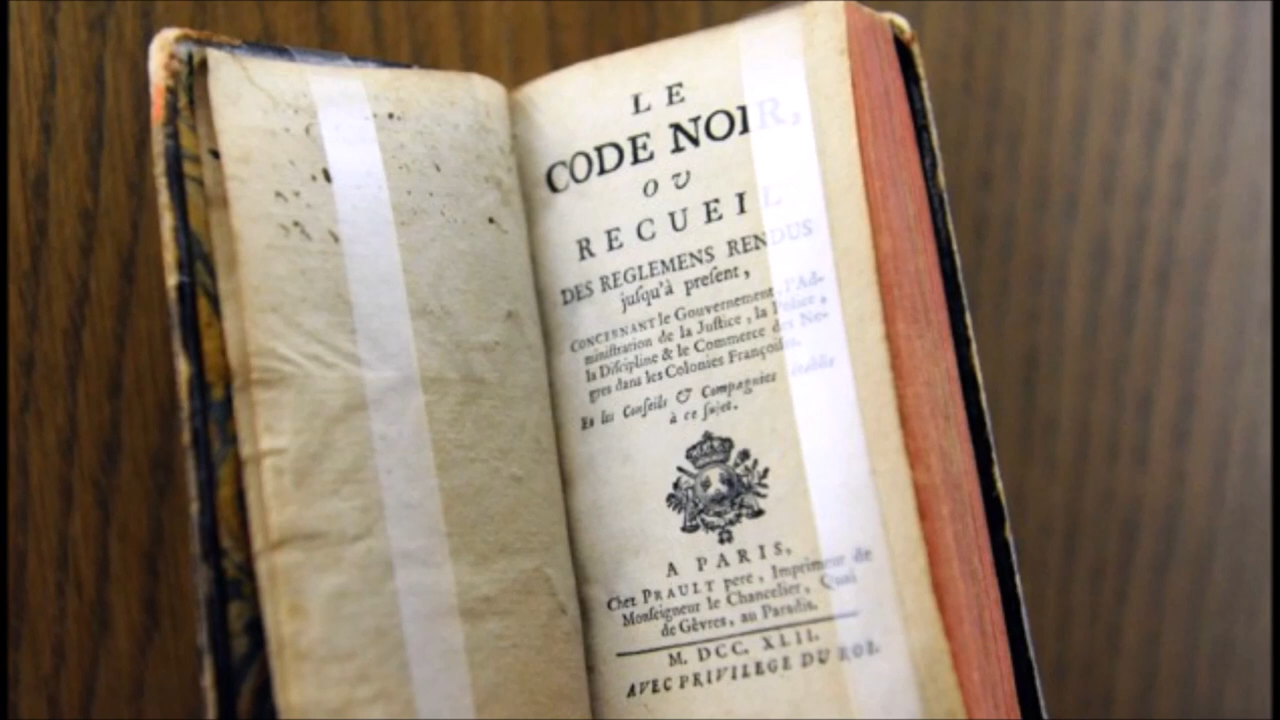 LE
CODE NOIR,
OU
RECUEIL
DES REGLEMENS RENDUS
juſqu'à preſent,
CONCERNANT le Gouvernement, l'Ad-
miniſtration de la Juſtice, la Police,
la Diſcipline & le Commerce des Ne-
gres dans les Colonies Françoiſes.
Et les Conſeils & Compagnies établis
à ce ſujet.
A PARIS,
Chez PRAULT pere, Imprimeur de
Monſeigneur le Chancelier, Quai
de Gêvres, au Paradis.
M. DCC. XLII.
AVEC PRIVILEGE DU ROI.